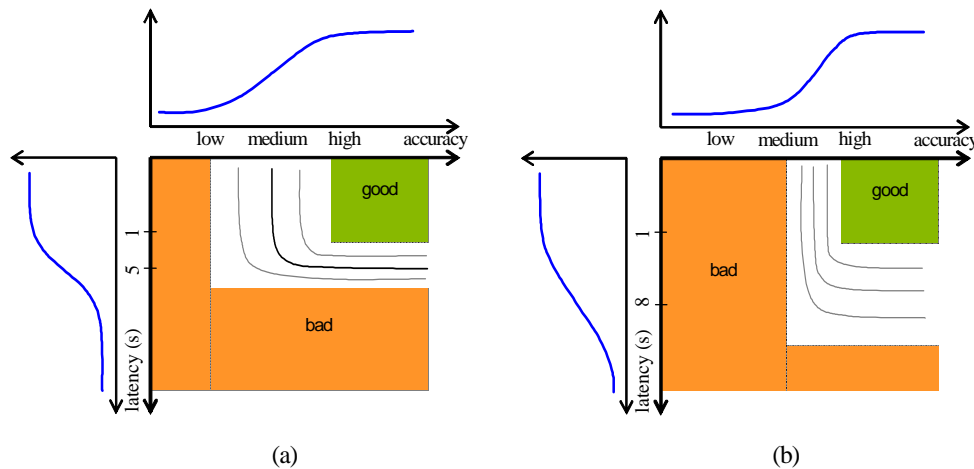 low medium high accuracy
good
bad
1
5
latency (s)
(a)
low medium high accuracy
good
bad
1
8
latency (s)
(b)